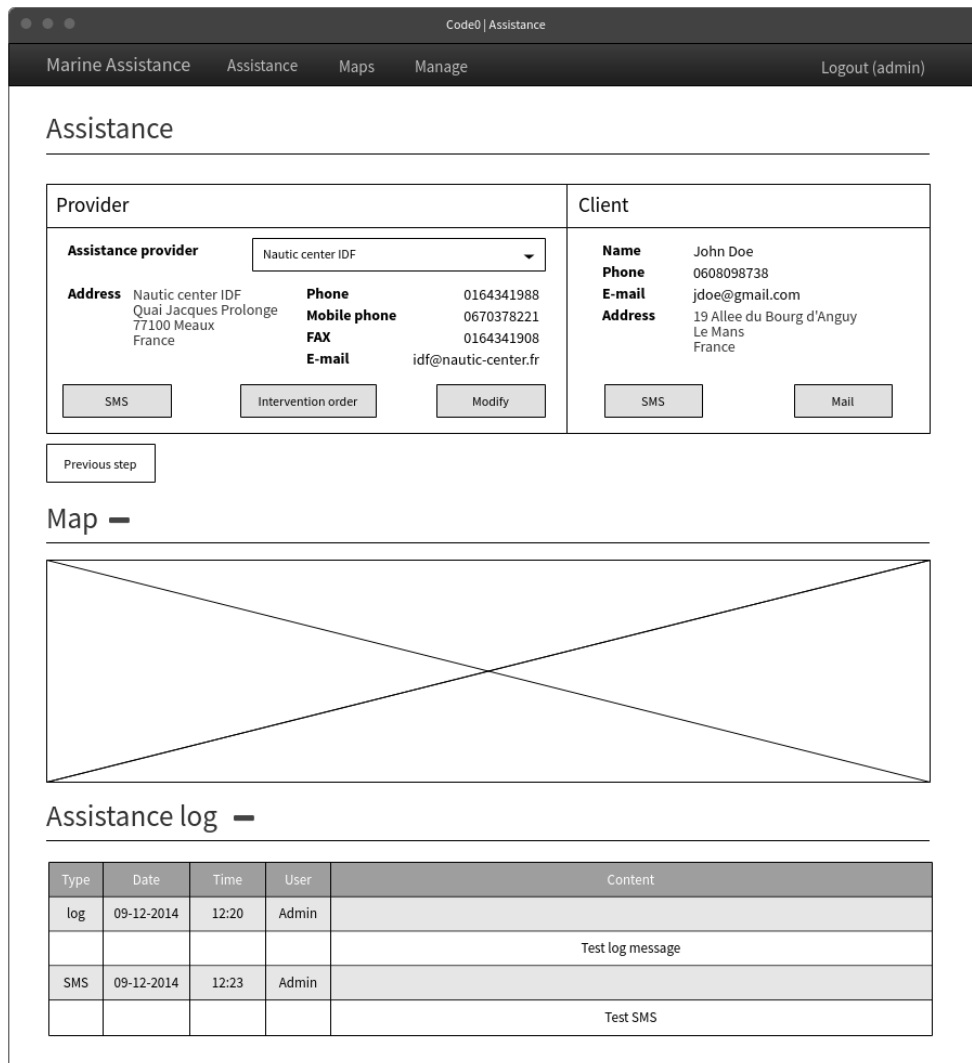 Code0 | Assistance
Marine Assistance Assistance Maps Manage Logout (admin)
Assistance
Provider Client
Assistance provider Nautic center IDF
Address Nautic center IDF
Quai Jacques Prolonge
77100 Meaux
France
Phone 0164341988
Mobile phone 0670378221
FAX 0164341908
E-mail idf@nautic-center.fr
SMS Intervention order Modify
Name John Doe
Phone 0608098738
E-mail jdoe@gmail.com
Address 19 Allee du Bourg d'Anguy
Le Mans
France
SMS Mail
Previous step
Map
Assistance log
Type Date Time User Content
log 09-12-2014 12:20 Admin
Test log message
SMS 09-12-2014 12:23 Admin
Test SMS